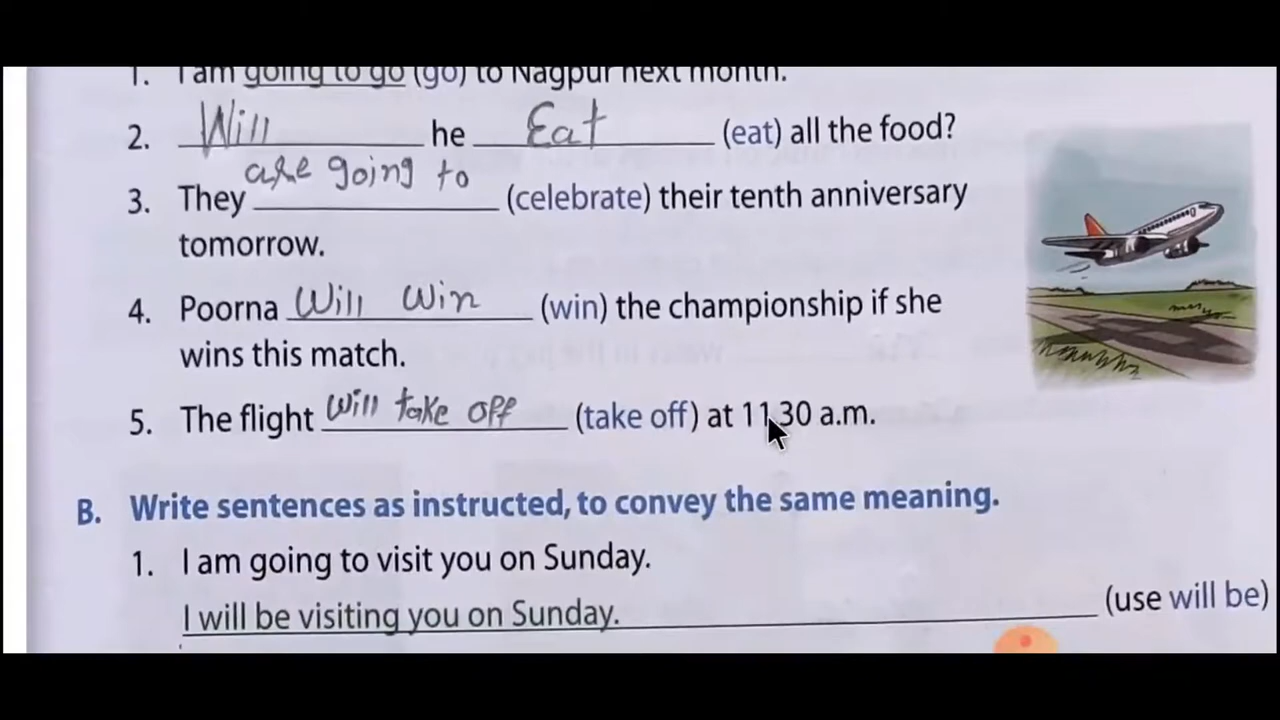 1. I am going to go (go) to Nagpur next month.
2. Will he Eat (eat) all the food?
are going to
3. They (celebrate) their tenth anniversary
tomorrow.
4. Poorna Will Win (win) the championship if she
wins this match.
5. The flight will take off (take off) at 11.30 a.m.
B. Write sentences as instructed, to convey the same meaning.
1. I am going to visit you on Sunday.
I will be visiting you on Sunday. (use will be)